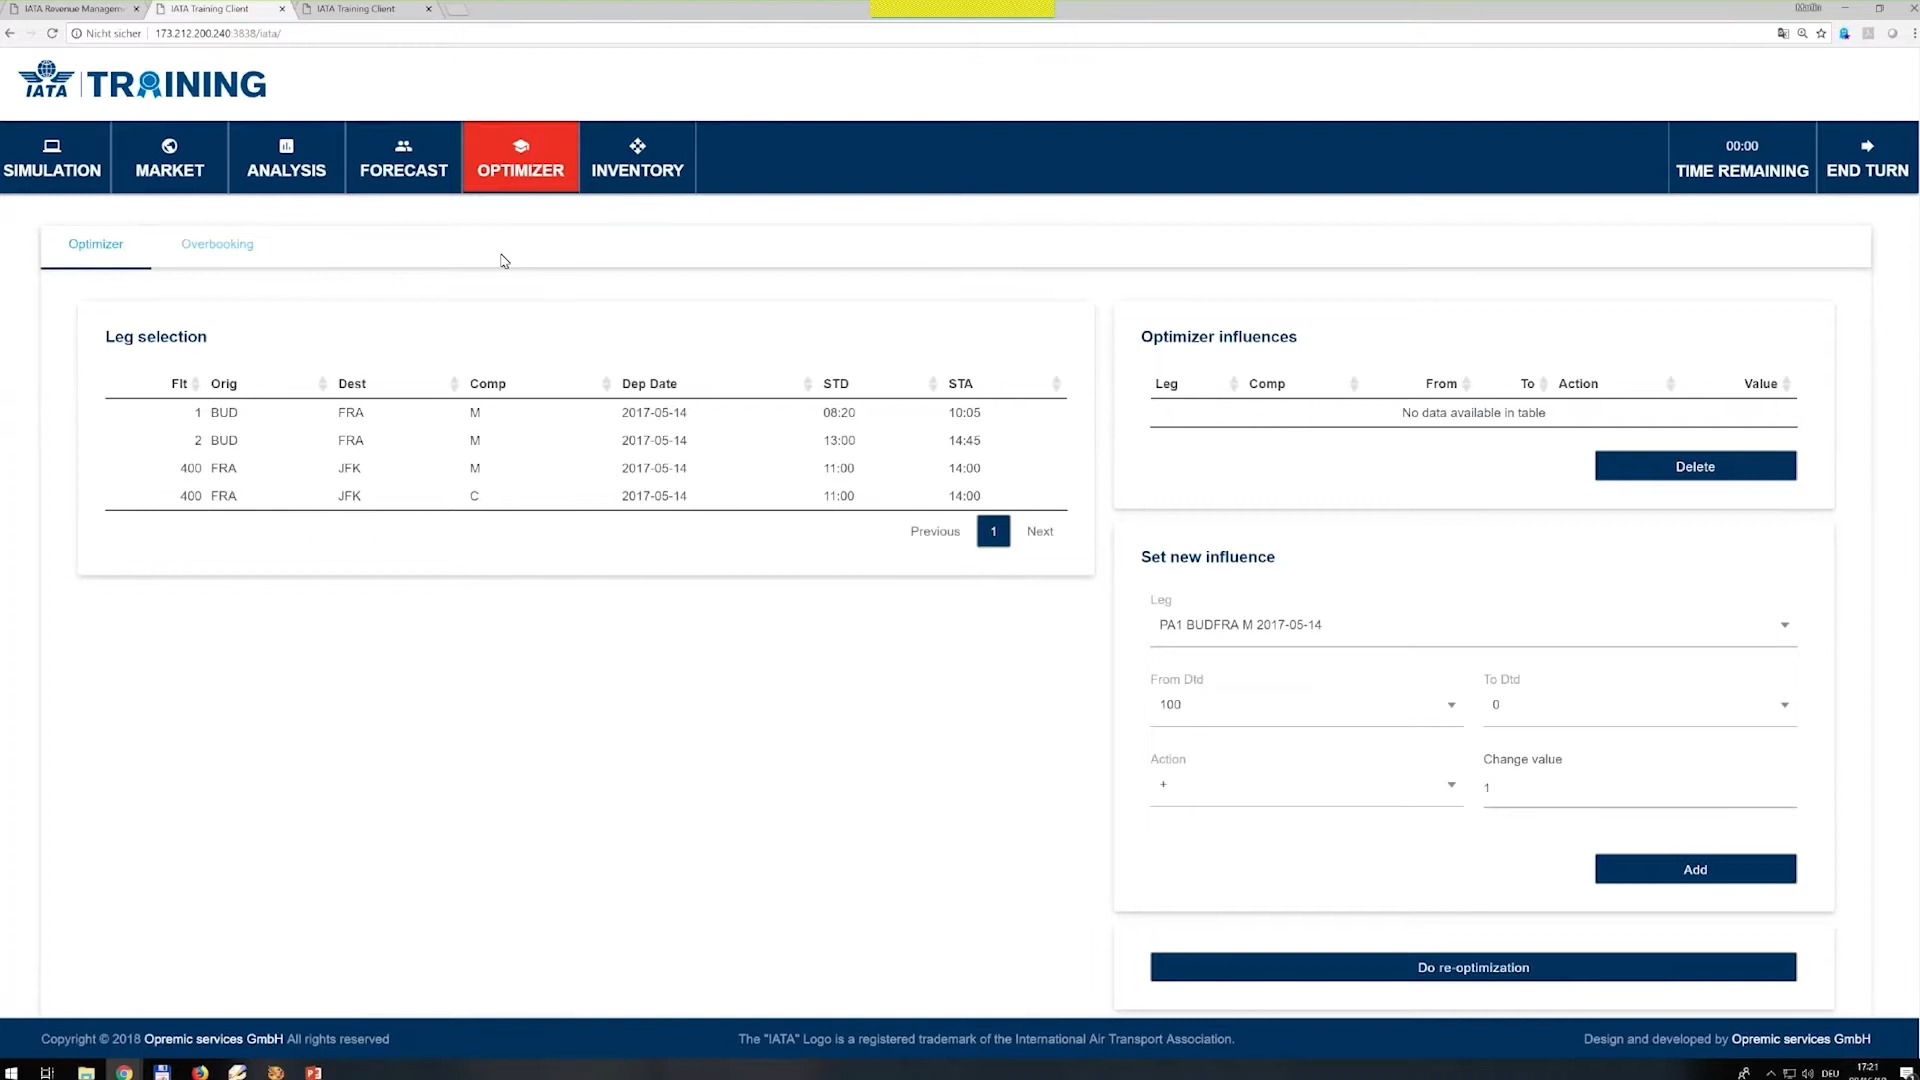 IATA Revenue Managem
IATA Training Client
IATA Training Client
Nicht sicher 173.212.200.240:3838/iata/
IATA TRAINING
SIMULATION
MARKET
ANALYSIS
FORECAST
OPTIMIZER
INVENTORY
00:00
TIME REMAINING
END TURN
Optimizer
Overbooking
Leg selection
Flt Orig Dest Comp Dep Date STD STA
1 BUD FRA M 2017-05-14 08:20 10:05
2 BUD FRA M 2017-05-14 13:00 14:45
400 FRA JFK M 2017-05-14 11:00 14:00
400 FRA JFK C 2017-05-14 11:00 14:00
Previous 1 Next
Optimizer influences
Leg Comp From To Action Value
No data available in table
Delete
Set new influence
Leg
PA1 BUDFRA M 2017-05-14
From Dtd To Dtd
100 0
Action Change value
+ 1
Add
Do re-optimization
Copyright © 2018 Opremic services GmbH All rights reserved
The "IATA" Logo is a registered trademark of the International Air Transport Association.
Design and developed by Opremic services GmbH
DEU
17:21